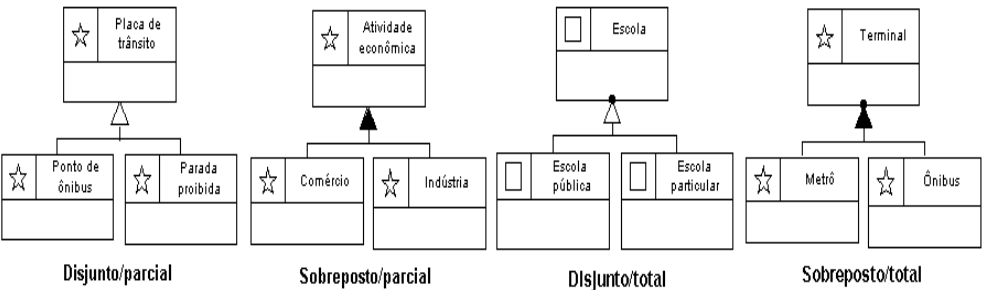 Placa de
trânsito
Atividade
econômica
Escola
Terminal
Ponto de
ônibus
Parada
proibida
Comércio
Indústria
Escola
pública
Escola
particular
Metrô
Ônibus
Disjunto/parcial
Sobreposto/parcial
Disjunto/total
Sobreposto/total